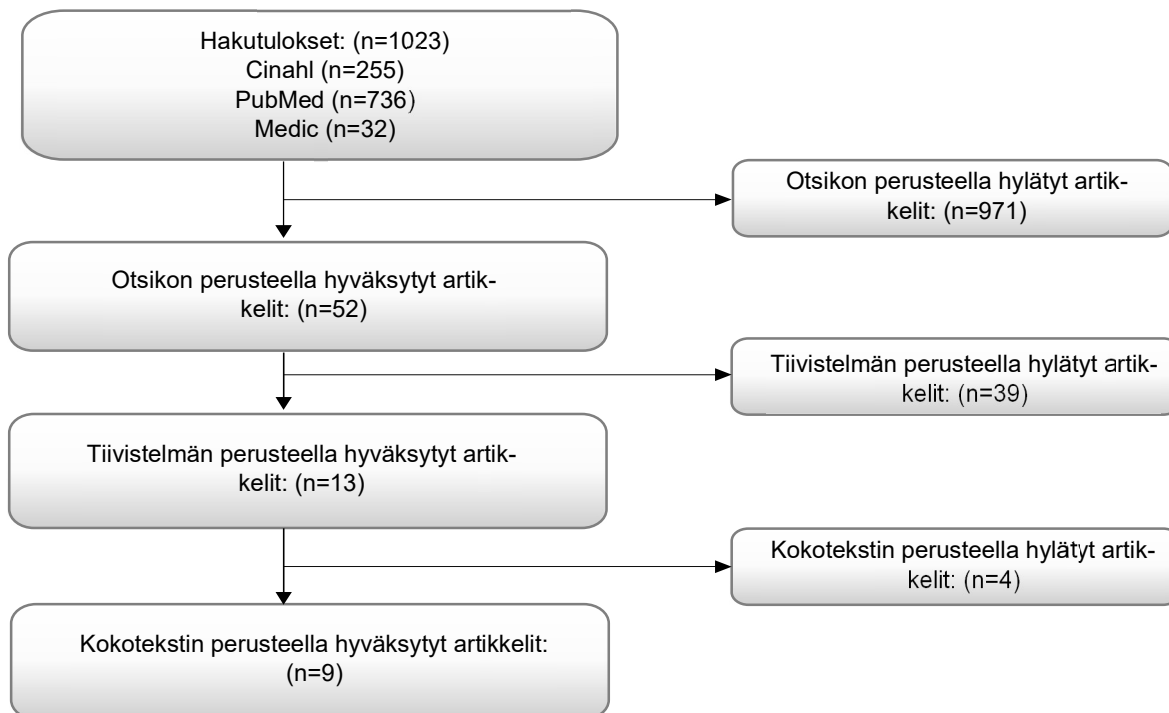 Hakutulokset: (n=1023)
Cinahl (n=255)
PubMed (n=736)
Medic (n=32)
Otsikon perusteella hylätyt artik-
kelit: (n=971)
Otsikon perusteella hyväksytyt artik-
kelit: (n=52)
Tiivistelmän perusteella hylätyt artik-
kelit: (n=39)
Tiivistelmän perusteella hyväksytyt artik-
kelit: (n=13)
Kokotekstin perusteella hylätyt artik-
kelit: (n=4)
Kokotekstin perusteella hyväksytyt artikkelit:
(n=9)